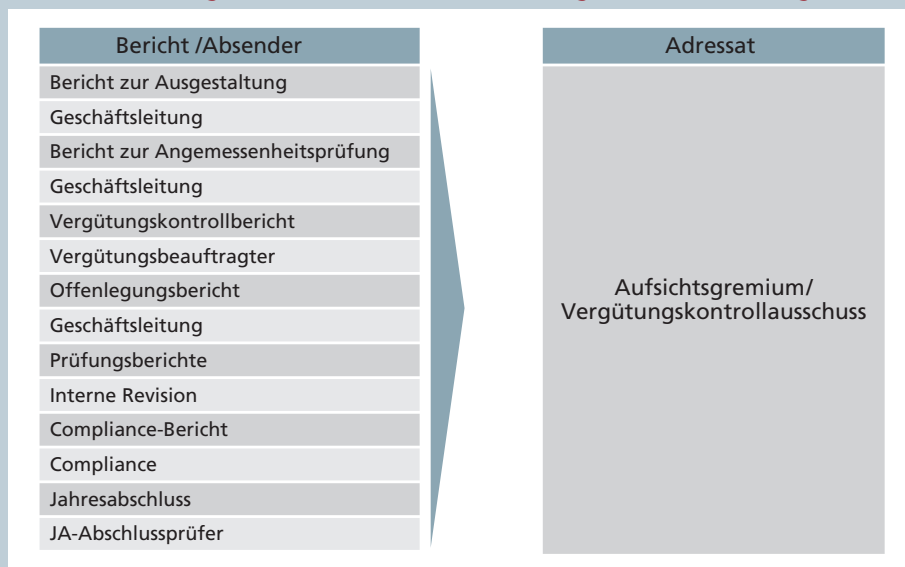 Bericht /Absender
Bericht zur Ausgestaltung
Geschäftsleitung
Bericht zur Angemessenheitsprüfung
Geschäftsleitung
Vergütungskontrollbericht
Vergütungsbeauftragter
Offenlegungsbericht
Geschäftsleitung
Prüfungsberichte
Interne Revision
Compliance-Bericht
Compliance
Jahresabschluss
JA-Abschlussprüfer
Adressat
Aufsichtsgremium/
Vergütungskontrollausschuss